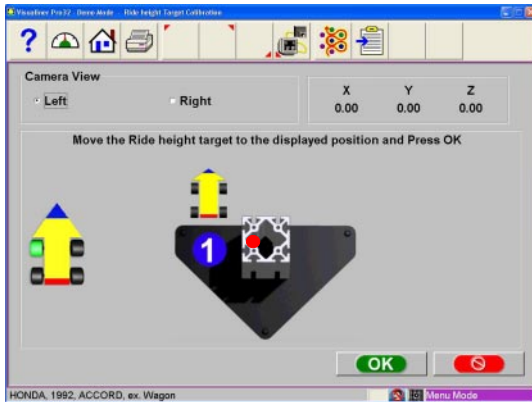 Visualiner Pro32 - Demo Mode - Ride height Target Calibration
?
Camera View
Left Right
X Y Z
0.00 0.00 0.00
Move the Ride height target to the displayed position and Press OK
1
OK
HONDA, 1992, ACCORD, ex. Wagon
Menu Mode